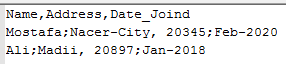 Name,Address,Date_Joind
Mostafa;Nacer-City, 20345;Feb-2020
Ali;Madii, 20897;Jan-2018